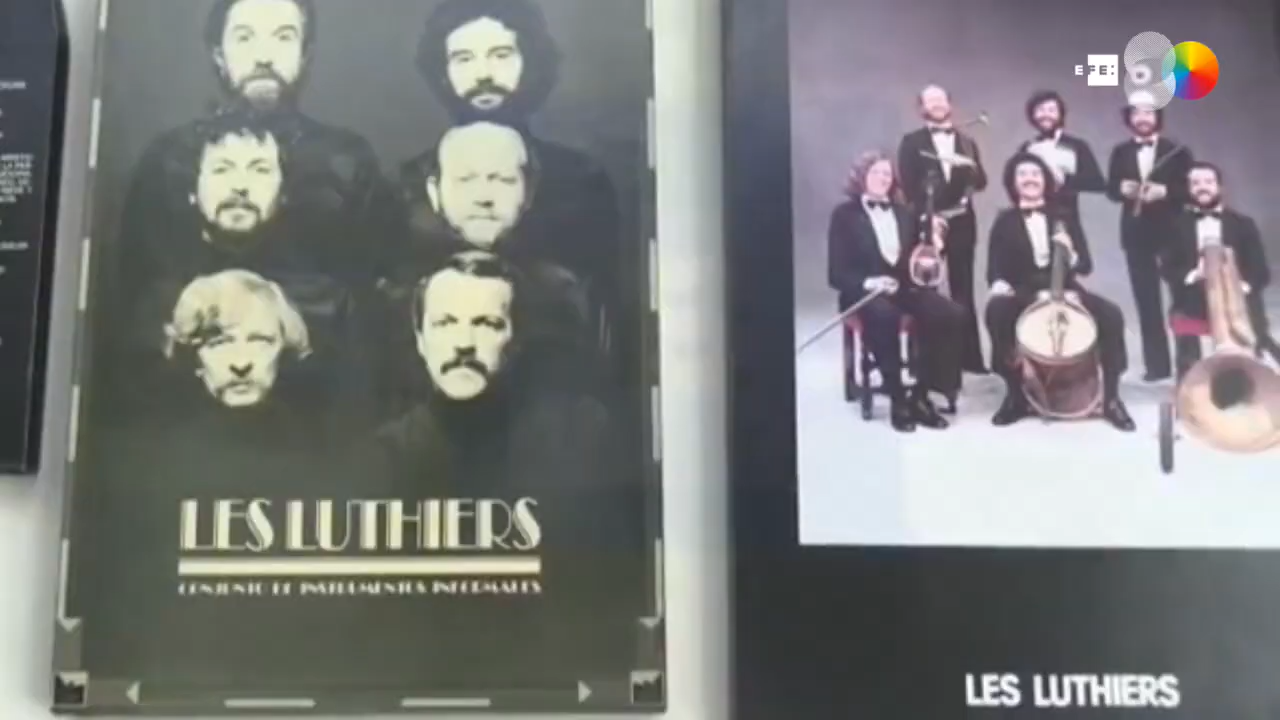 EFE:
LES LUTHIERS
CONJUNTO DE INSTRUMENTOS INFORMALES
LES LUTHIERS